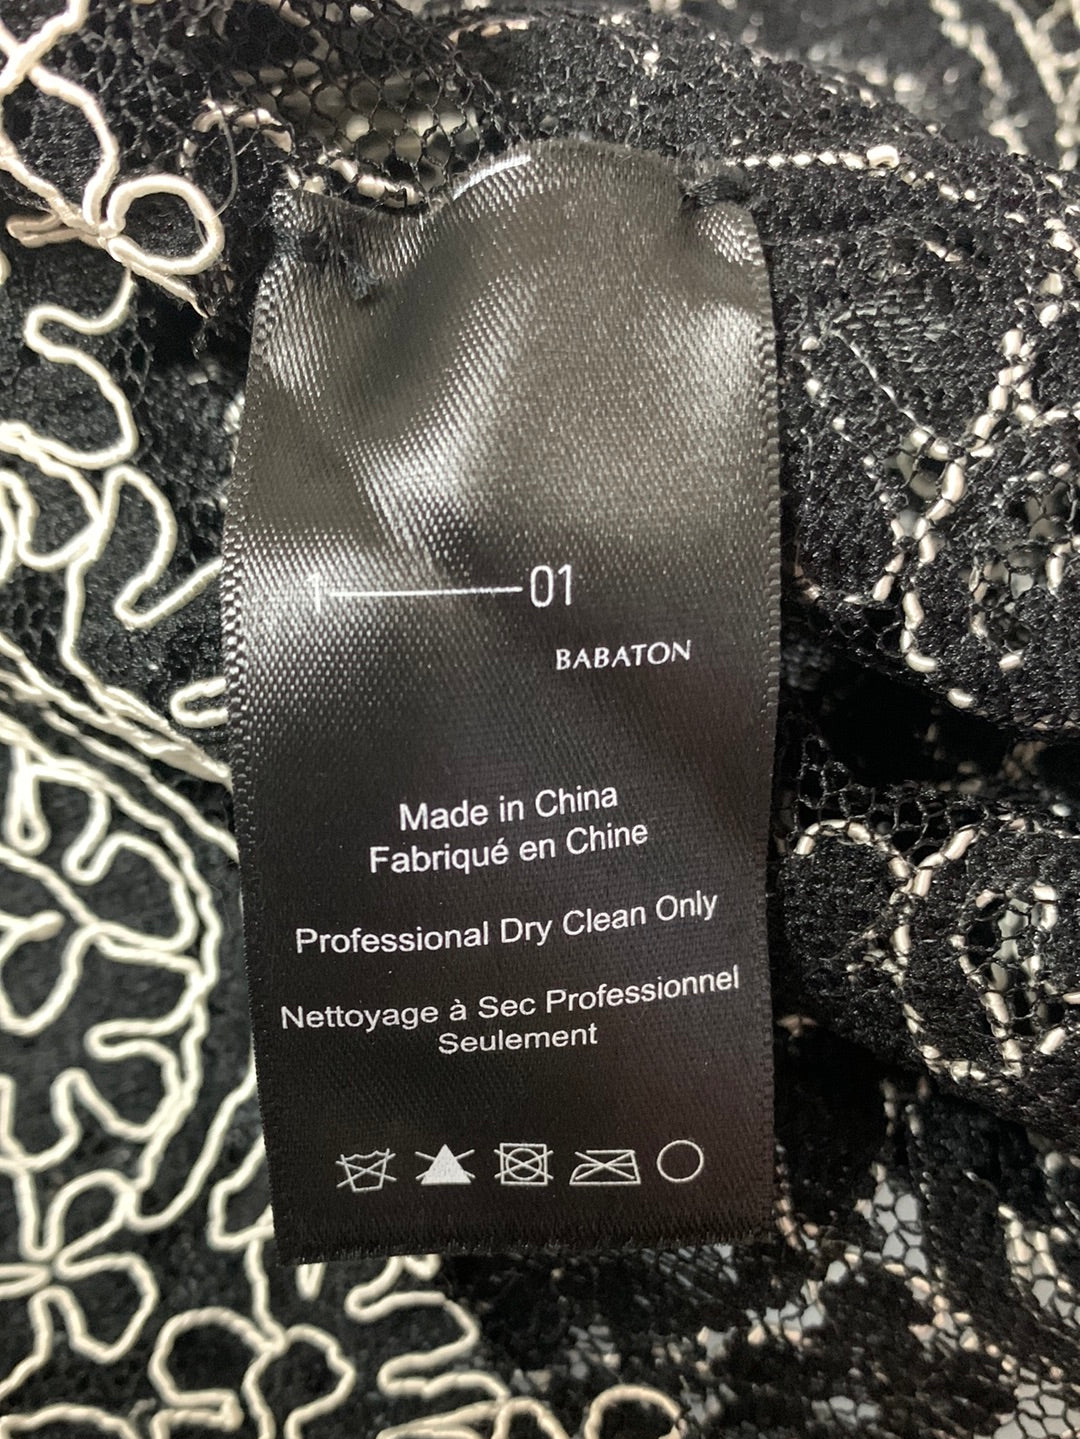 1—01
BABATON
Made in China
Fabriqué en Chine
Professional Dry Clean Only
Nettoyage à Sec Professionnel
Seulement